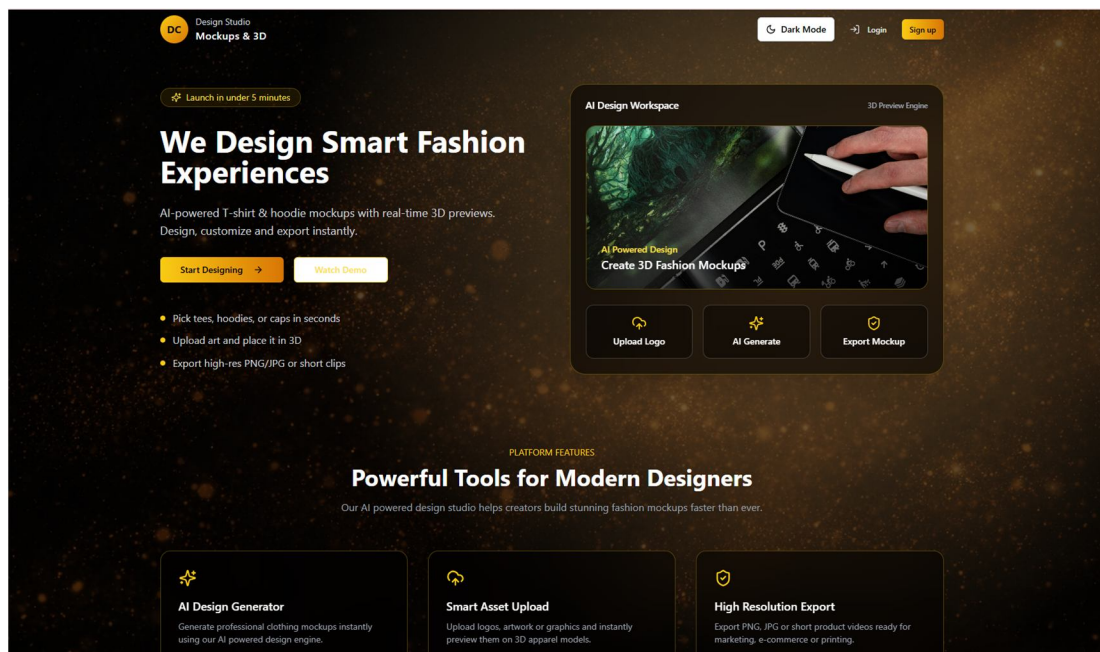 DC
Design Studio
Mockups & 3D
Dark Mode
Login
Sign up
Launch in under 5 minutes
We Design Smart Fashion
Experiences
AI-powered T-shirt & hoodie mockups with real-time 3D previews.
Design, customize and export instantly.
Start Designing
Watch Demo
Pick tees, hoodies, or caps in seconds
Upload art and place it in 3D
Export high-res PNG/JPG or short clips
AI Design Workspace
3D Preview Engine
AI Powered Design
Create 3D Fashion Mockups
Upload Logo
AI Generate
Export Mockup
PLATFORM FEATURES
Powerful Tools for Modern Designers
Our AI powered design studio helps creators build stunning fashion mockups faster than ever.
AI Design Generator
Generate professional clothing mockups instantly
using our AI powered design engine.
Smart Asset Upload
Upload logos, artwork or graphics and instantly
preview them on 3D apparel models.
High Resolution Export
Export PNG, JPG or short product videos ready for
marketing, e-commerce or printing.